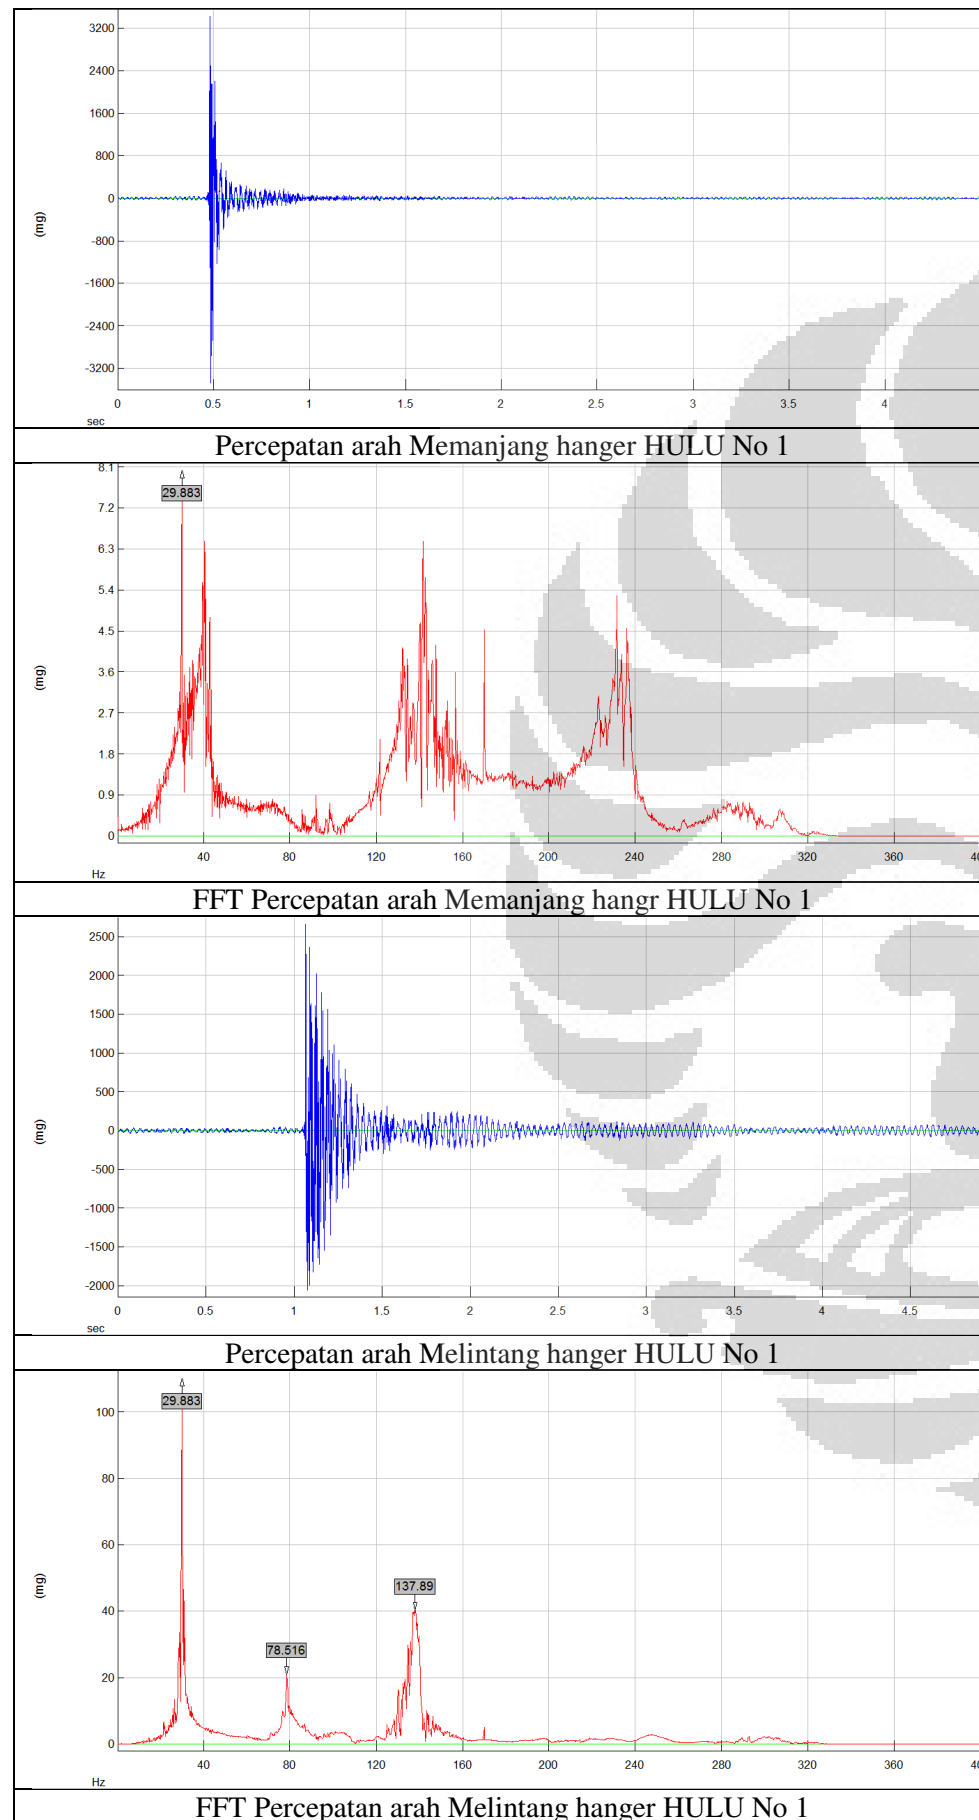 3200
2400
1600
800
0
-800
-1600
-2400
-3200
(mg)
0 0.5 1 1.5 2 2.5 3 3.5 4
sec
Percepatan arah Memanjang hanger HULU No 1
8.1
29.883
7.2
6.3
5.4
4.5
3.6
2.7
1.8
0.9
0
(mg)
40 80 120 160 200 240 280 320 360
Hz
FFT Percepatan arah Memanjang hangr HULU No 1
2500
2000
1500
1000
500
0
-500
-1000
-1500
-2000
(mg)
0 0.5 1 1.5 2 2.5 3 3.5 4 4.5
sec
Percepatan arah Melintang hanger HULU No 1
29.883
100
80
60
40
20
0
(mg)
137.89
78.516
40 80 120 160 200 240 280 320 360
Hz
FFT Percepatan arah Melintang hanger HULU No 1